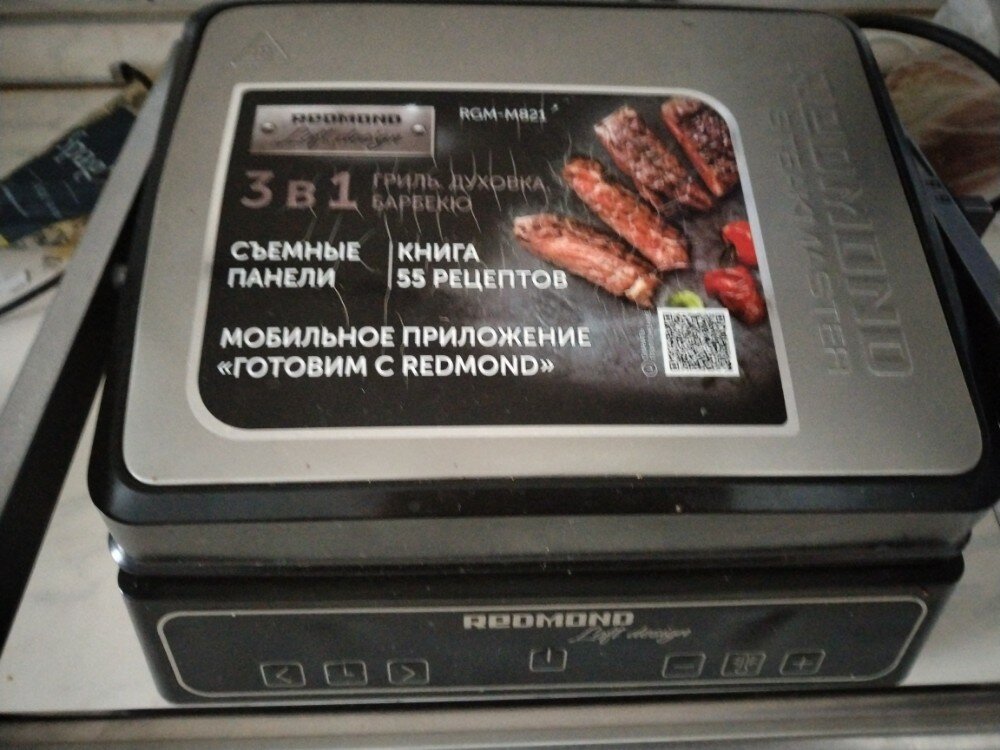 REDMOND
Loft design
RGM-M821
3 В 1
ГРИЛЬ, ДУХОВКА,
БАРБЕКЮ
СЪЕМНЫЕ
ПАНЕЛИ
КНИГА
55 РЕЦЕПТОВ
МОБИЛЬНОЕ ПРИЛОЖЕНИЕ
«ГОТОВИМ С REDMOND»
REDMOND
STEAKMASTER
REDMOND
Loft design